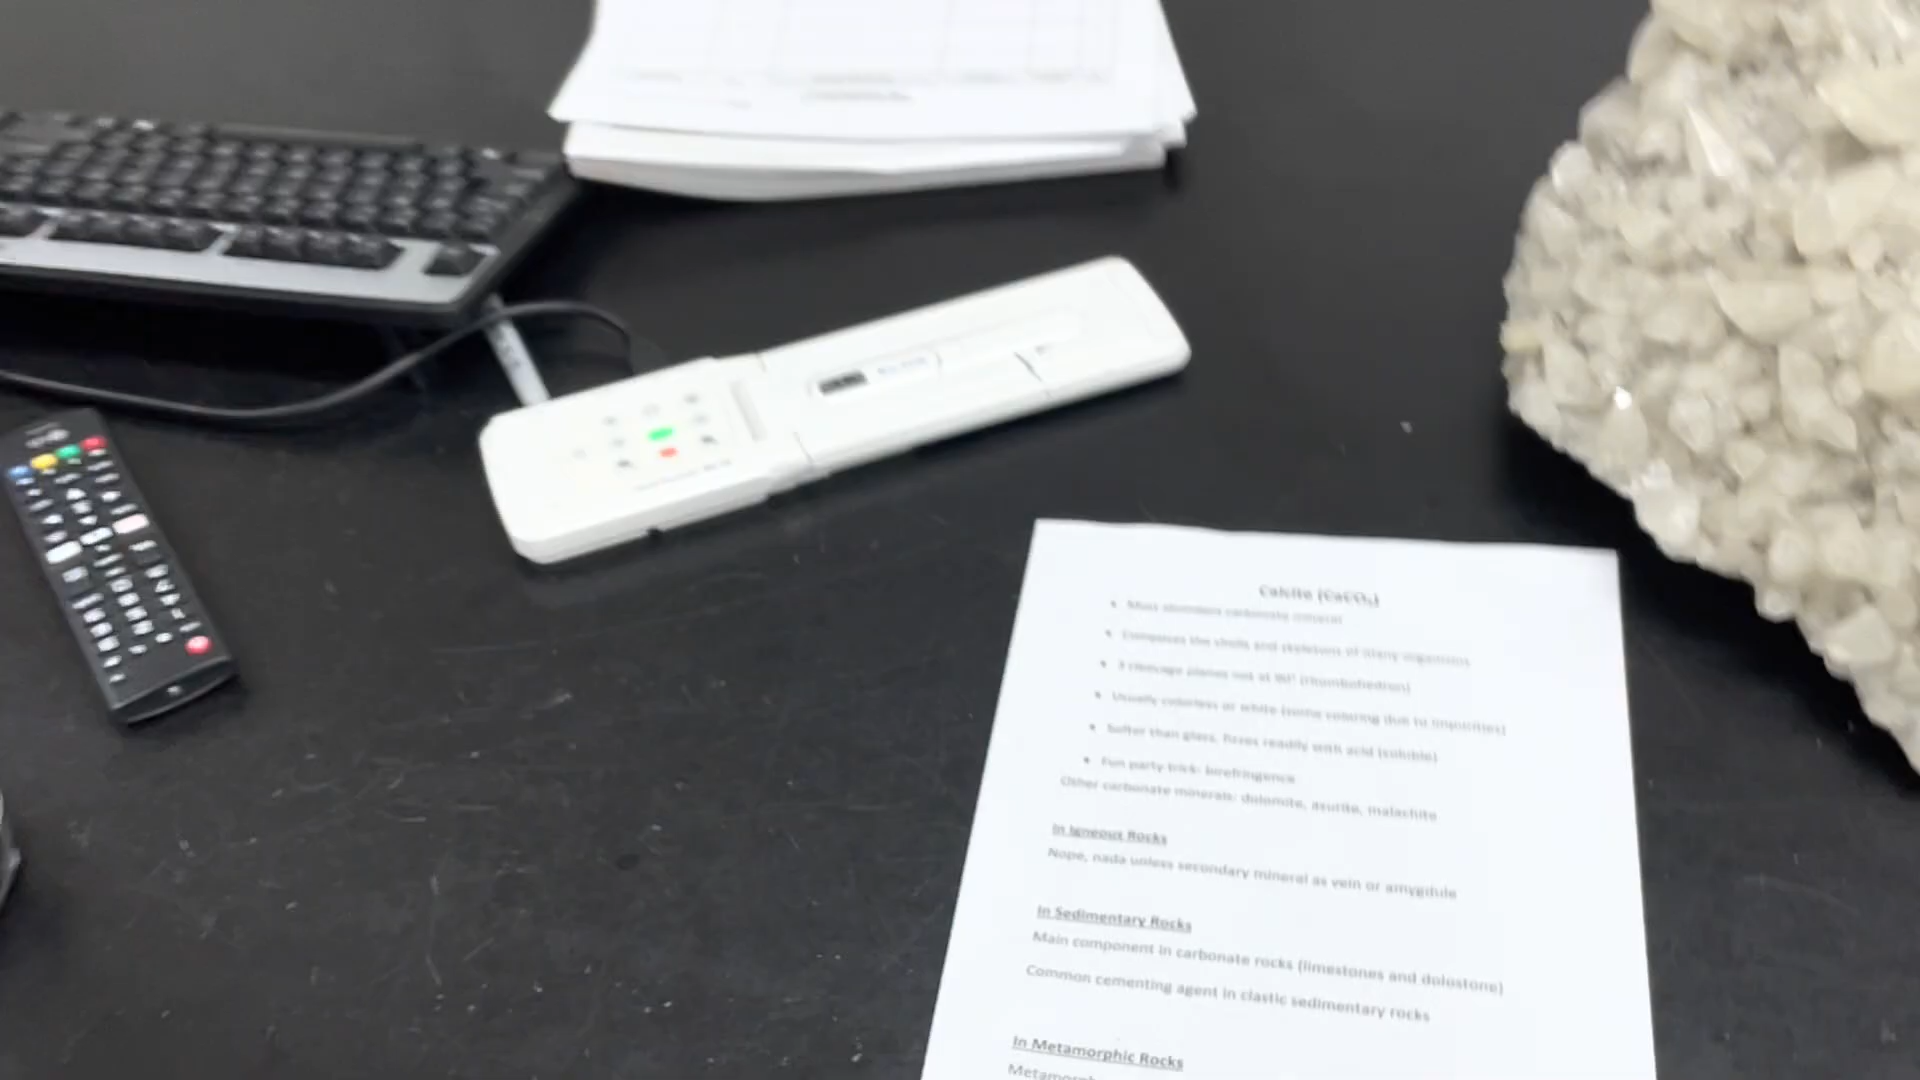 Calcite (CaCO₃)
• Most abundant carbonate mineral
• Comprises the shells and skeletons of many organisms
• 3 cleavage planes not at 90° (rhombohedron)
• Usually colorless or white (some coloring due to impurities)
• Softer than glass, fizzes readily with acid (soluble)
• Fun party trick- birefringence
Other carbonate minerals: dolomite, azurite, malachite
In Igneous Rocks
Nope, nada unless secondary mineral as vein or amygdule
In Sedimentary Rocks
Main component in carbonate rocks (limestones and dolostone)
Common cementing agent in clastic sedimentary rocks
In Metamorphic Rocks